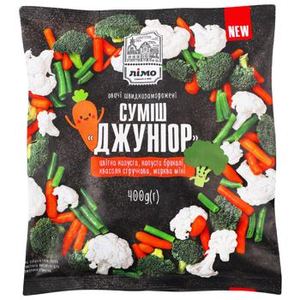 NEW
лімо
овочі швидкозаморожені
СУМІШ
«ДЖУНІОР»
цвітна капуста, капуста броколі,
квасоля стручкова, морква міні
400g(г)